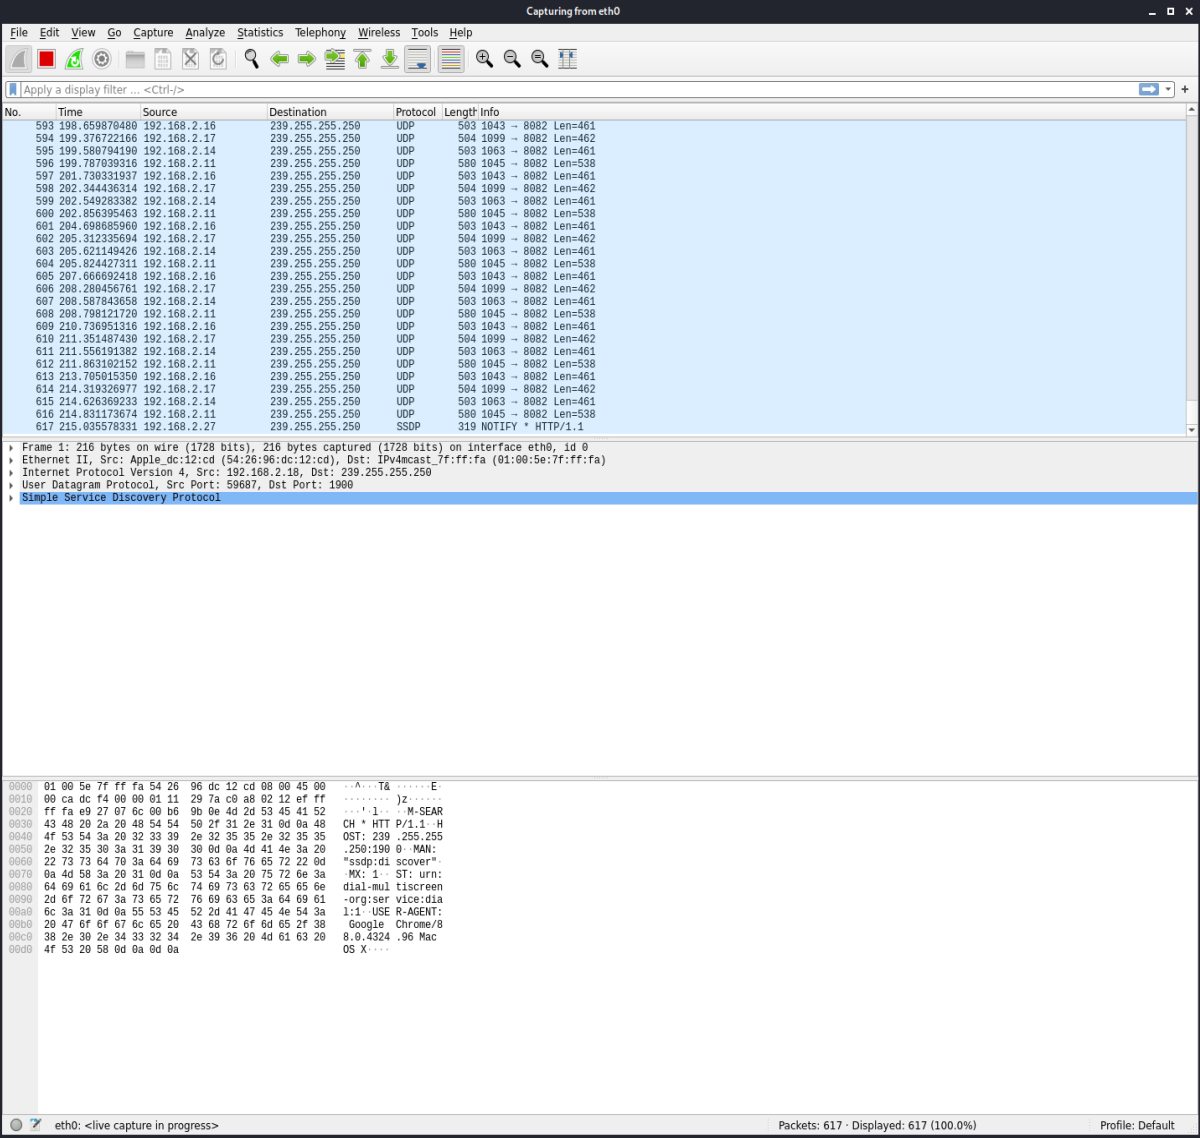 Capturing from eth0
File Edit View Go Capture Analyze Statistics Telephony Wireless Tools Help
Apply a display filter ... <Ctrl-/>
No. Time Source Destination Protocol Length Info
593 198.659870480 192.168.2.16 239.255.255.250 UDP 503 1043 → 8082 Len=461
594 199.376722166 192.168.2.17 239.255.255.250 UDP 504 1099 → 8082 Len=462
595 199.580794190 192.168.2.14 239.255.255.250 UDP 503 1063 → 8082 Len=461
596 199.787039316 192.168.2.11 239.255.255.250 UDP 580 1045 → 8082 Len=538
597 201.730331937 192.168.2.16 239.255.255.250 UDP 503 1043 → 8082 Len=461
598 202.344436314 192.168.2.17 239.255.255.250 UDP 504 1099 → 8082 Len=462
599 202.549283382 192.168.2.14 239.255.255.250 UDP 503 1063 → 8082 Len=461
600 202.856395463 192.168.2.11 239.255.255.250 UDP 580 1045 → 8082 Len=538
601 204.698685960 192.168.2.16 239.255.255.250 UDP 503 1043 → 8082 Len=461
602 205.312335694 192.168.2.17 239.255.255.250 UDP 504 1099 → 8082 Len=462
603 205.621149426 192.168.2.14 239.255.255.250 UDP 503 1063 → 8082 Len=461
604 205.824427311 192.168.2.11 239.255.255.250 UDP 580 1045 → 8082 Len=538
605 207.666692418 192.168.2.16 239.255.255.250 UDP 503 1043 → 8082 Len=461
606 208.280456761 192.168.2.17 239.255.255.250 UDP 504 1099 → 8082 Len=462
607 208.587843658 192.168.2.14 239.255.255.250 UDP 503 1063 → 8082 Len=461
608 208.798121720 192.168.2.11 239.255.255.250 UDP 580 1045 → 8082 Len=538
609 210.736951316 192.168.2.16 239.255.255.250 UDP 503 1043 → 8082 Len=461
610 211.351487430 192.168.2.17 239.255.255.250 UDP 504 1099 → 8082 Len=462
611 211.556191382 192.168.2.14 239.255.255.250 UDP 503 1063 → 8082 Len=461
612 211.863102152 192.168.2.11 239.255.255.250 UDP 580 1045 → 8082 Len=538
613 213.705015350 192.168.2.16 239.255.255.250 UDP 503 1043 → 8082 Len=461
614 214.319326977 192.168.2.17 239.255.255.250 UDP 504 1099 → 8082 Len=462
615 214.626369233 192.168.2.14 239.255.255.250 UDP 503 1063 → 8082 Len=461
616 214.831173674 192.168.2.11 239.255.255.250 UDP 580 1045 → 8082 Len=538
617 215.035578331 192.168.2.27 239.255.255.250 SSDP 319 NOTIFY * HTTP/1.1
Frame 1: 216 bytes on wire (1728 bits), 216 bytes captured (1728 bits) on interface eth0, id 0
Ethernet II, Src: Apple_dc:12:cd (54:26:96:dc:12:cd), Dst: IPv4mcast_7f:ff:fa (01:00:5e:7f:ff:fa)
Internet Protocol Version 4, Src: 192.168.2.18, Dst: 239.255.255.250
User Datagram Protocol, Src Port: 59687, Dst Port: 1900
Simple Service Discovery Protocol
0000 01 00 5e 7f ff fa 54 26 96 dc 12 cd 08 00 45 00 ··^···T& ······E·
0010 00 ca dc f4 00 00 01 11 29 7a c0 a8 02 12 ef ff ········ )z······
0020 ff fa e9 27 07 6c 00 b6 9b 0e 4d 2d 53 45 41 52 ···'·l·· ··M-SEAR
0030 43 48 20 2a 20 48 54 54 50 2f 31 2e 31 0d 0a 48 CH * HTT P/1.1··H
0040 4f 53 54 3a 20 32 33 39 2e 32 35 35 2e 32 35 35 OST: 239 .255.255
0050 2e 32 35 30 3a 31 39 30 30 0d 0a 4d 41 4e 3a 20 .250:190 0··MAN:
0060 22 73 73 64 70 3a 64 69 73 63 6f 76 65 72 22 0d "ssdp:di scover"·
0070 0a 4d 58 3a 20 31 0d 0a 53 54 3a 20 75 72 6e 3a ·MX: 1·· ST: urn:
0080 64 69 61 6c 2d 6d 75 6c 74 69 73 63 72 65 65 6e dial-mul tiscreen
0090 2d 6f 72 67 3a 73 65 72 76 69 63 65 3a 64 69 61 -org:ser vice:dia
00a0 6c 3a 31 0d 0a 55 53 45 52 2d 41 47 45 4e 54 3a l:1··USE R-AGENT:
00b0 20 47 6f 6f 67 6c 65 20 43 68 72 6f 6d 65 2f 38 Google Chrome/8
00c0 38 2e 30 2e 34 33 32 34 2e 39 36 20 4d 61 63 20 8.0.4324 .96 Mac
00d0 4f 53 20 58 0d 0a 0d 0a OS X····
eth0: <live capture in progress> Packets: 617 · Displayed: 617 (100.0%) Profile: Default